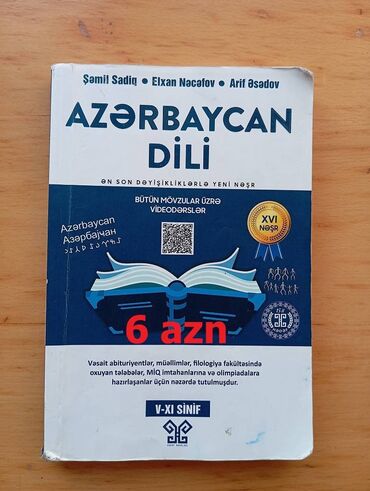 Şəmil Sadiq • Elxan Nəcəfov • Arif Əsədov
AZƏRBAYCAN
DİLİ
ƏN SON DƏYİŞİKLİKLƏRLƏ YENİ NƏŞR
BÜTÜN MÖVZULAR ÜZRƏ
VİDEODƏRSLƏR
Azərbaycan
Азәрбајҹан
XVI
NƏŞR
6 azn
Vəsait abituriyentlər, müəllimlər, filologiya fakültəsində
oxuyan tələbələr, MİQ imtahanlarına və olimpiadalara
hazırlaşanlar üçün nəzərdə tutulmuşdur.
V-XI SİNİF